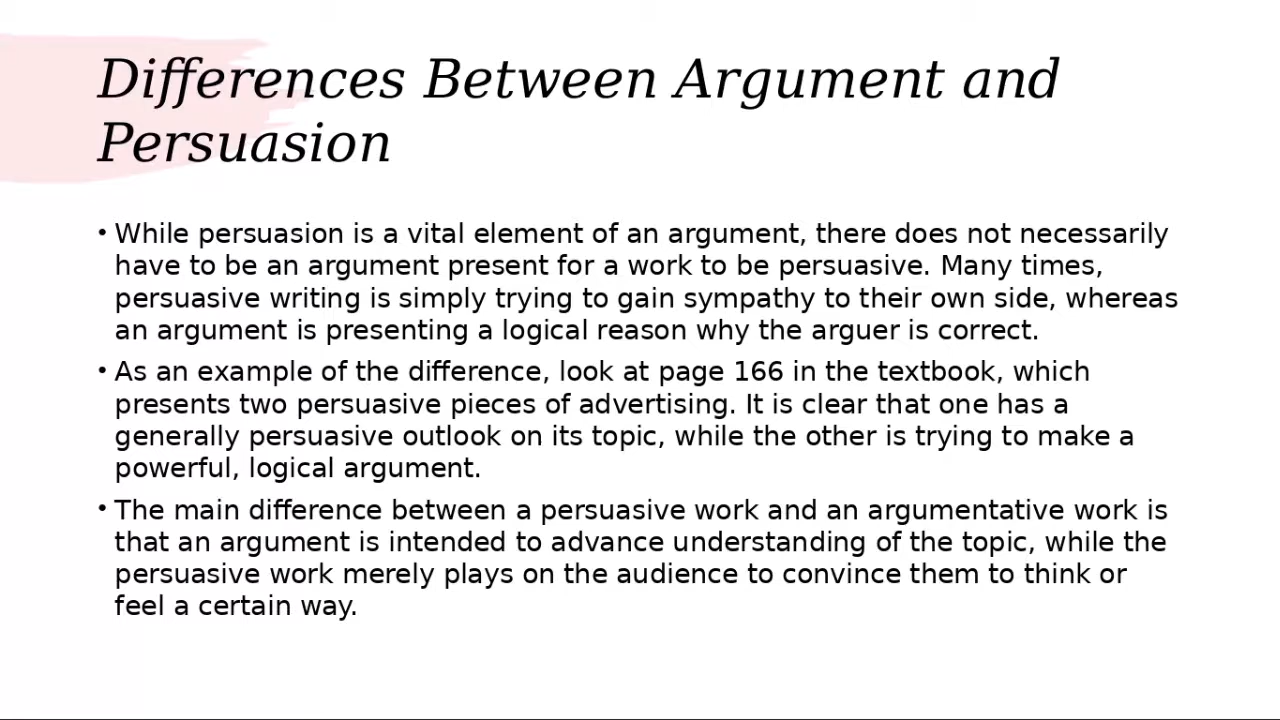 Differences Between Argument and
Persuasion
• While persuasion is a vital element of an argument, there does not necessarily
have to be an argument present for a work to be persuasive. Many times,
persuasive writing is simply trying to gain sympathy to their own side, whereas
an argument is presenting a logical reason why the arguer is correct.
• As an example of the difference, look at page 166 in the textbook, which
presents two persuasive pieces of advertising. It is clear that one has a
generally persuasive outlook on its topic, while the other is trying to make a
powerful, logical argument.
• The main difference between a persuasive work and an argumentative work is
that an argument is intended to advance understanding of the topic, while the
persuasive work merely plays on the audience to convince them to think or
feel a certain way.